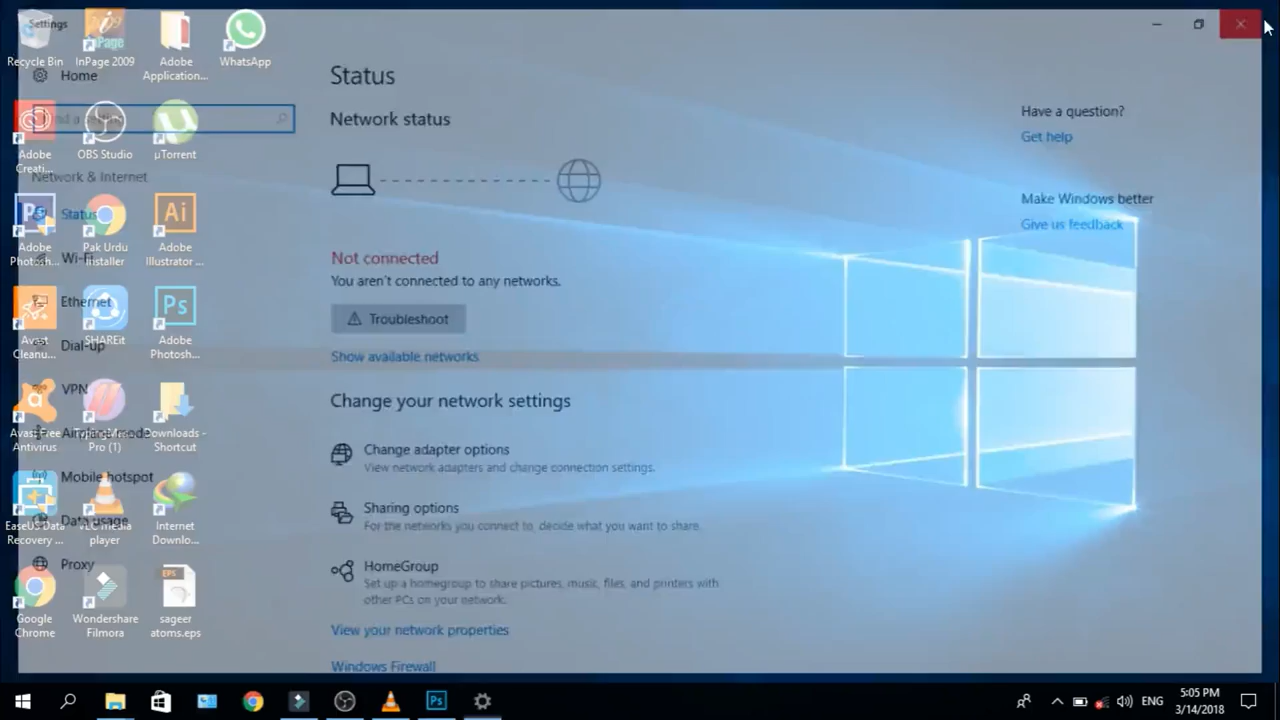 Settings
Recycle Bin
InPage 2009
Adobe
Application...
WhatsApp
Adobe
Creati...
OBS Studio
µTorrent
Adobe
Photosh...
Pak Urdu
Installer
Adobe
Illustrator ...
Avast
Cleanu...
SHAREit
Adobe
Photosh...
Avast Free
Antivirus
Pro (1)
Downloads -
Shortcut
EaseUS Data
Recovery ...
VLC media
player
Internet
Downlo...
Google
Chrome
Wondershare
Filmora
EPS
sageer
atoms.eps
Home
Network & Internet
Status
Wi-Fi
Ethernet
Dial-up
VPN
Airplane mode
Mobile hotspot
Data usage
Proxy
Status
Network status
Not connected
You aren't connected to any networks.
Troubleshoot
Show available networks
Change your network settings
Change adapter options
View network adapters and change connection settings.
Sharing options
For the networks you connect to, decide what you want to share.
HomeGroup
Set up a homegroup to share pictures, music, files, and printers with
other PCs on your network.
View your network properties
Windows Firewall
Have a question?
Get help
Make Windows better
Give us feedback
Ps
ENG
5:05 PM
3/14/2018